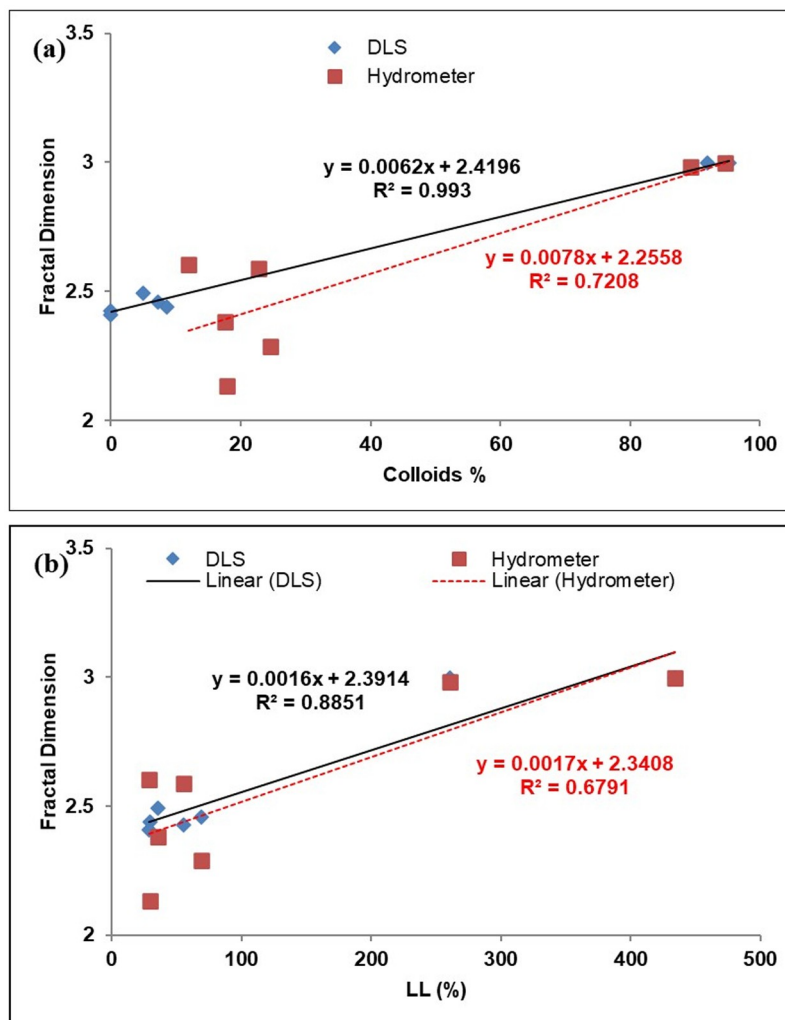 (a)
DLS
Hydrometer
3.5
3
2.5
2
Fractal Dimension
y = 0.0062x + 2.4196
R² = 0.993
y = 0.0078x + 2.2558
R² = 0.7208
0 20 40 60 80 100
Colloids %
(b)
DLS Hydrometer
Linear (DLS) Linear (Hydrometer)
3.5
3
2.5
2
Fractal Dimension
y = 0.0016x + 2.3914
R² = 0.8851
y = 0.0017x + 2.3408
R² = 0.6791
0 100 200 300 400 500
LL (%)